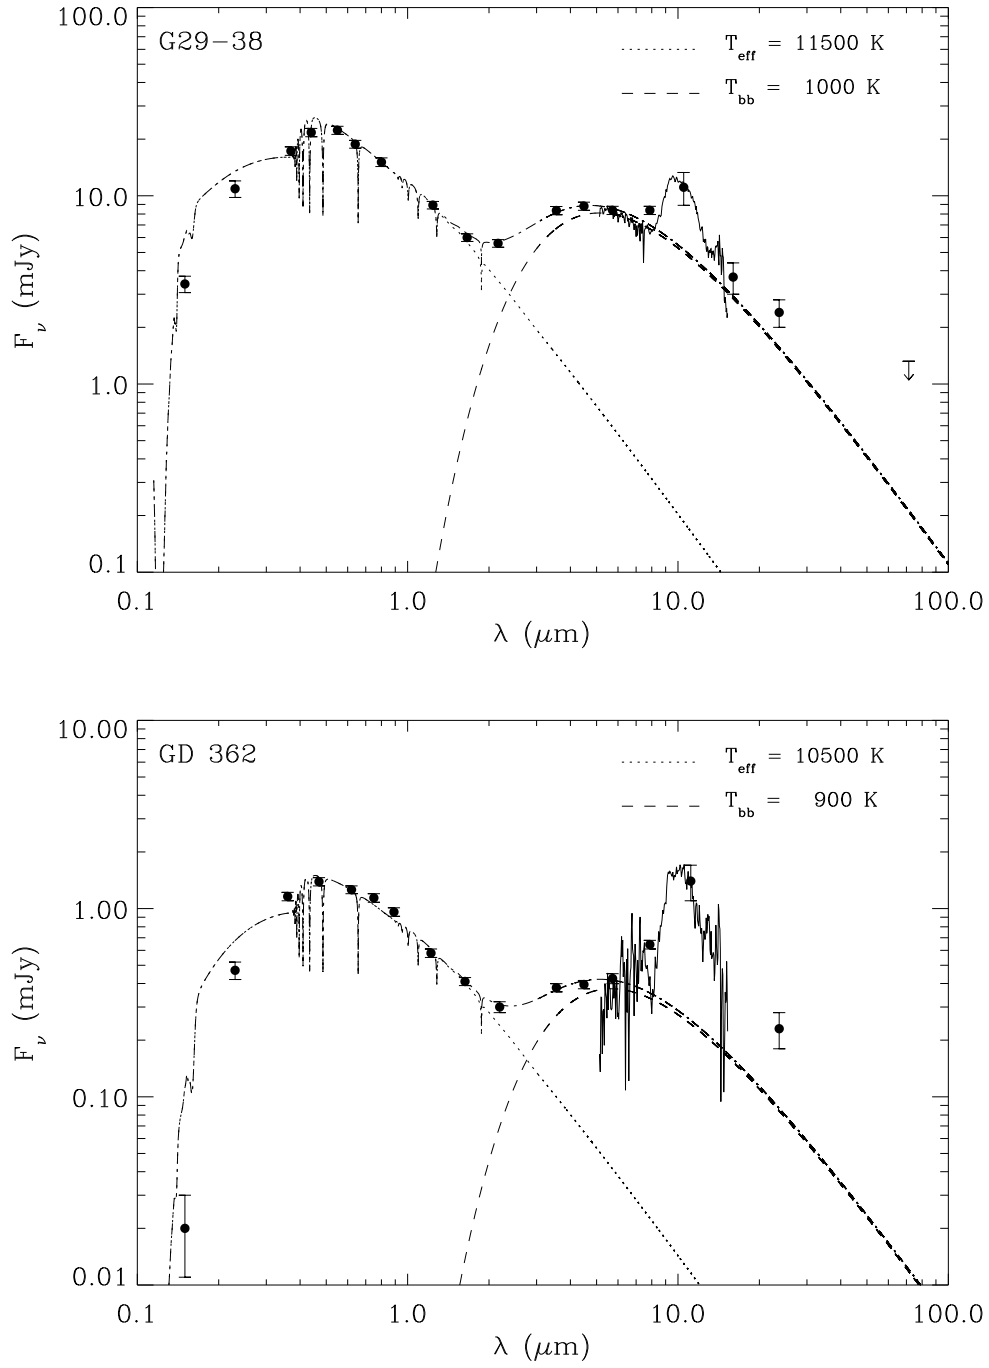 100.0
G29−38
T_eff = 11500 K
T_bb = 1000 K
10.0
F_ν (mJy)
1.0
0.1
0.1 1.0 10.0 100.0
λ (μm)
10.00
GD 362
T_eff = 10500 K
T_bb = 900 K
1.00
F_ν (mJy)
0.10
0.01
0.1 1.0 10.0 100.0
λ (μm)